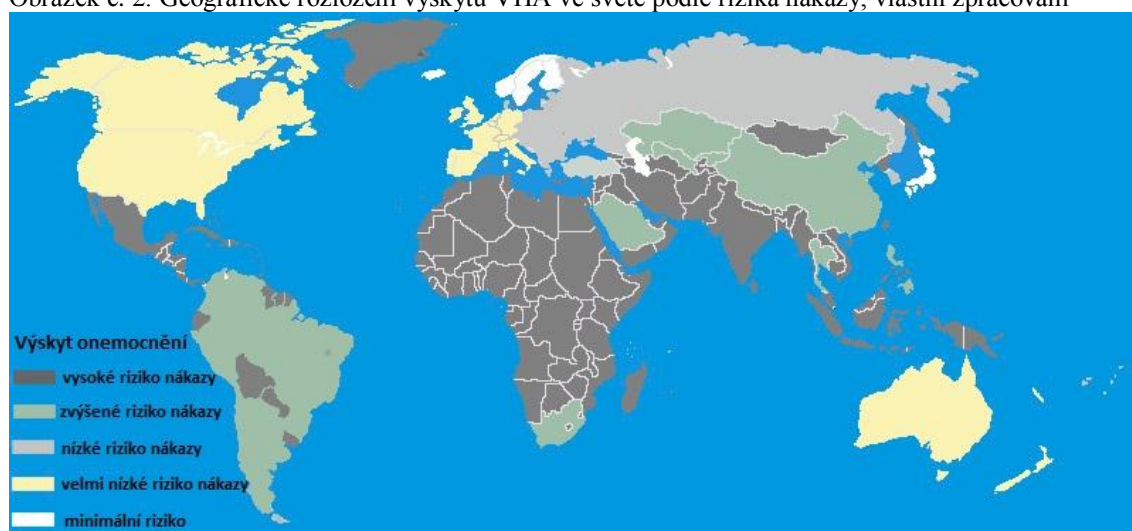 Obrázek č. 2: Geografické rozložení výskytu VHA ve světě podle rizika nákazy, vlastní zpracování
Výskyt onemocnění
vysoké riziko nákazy
zvýšené riziko nákazy
nízké riziko nákazy
velmi nízké riziko nákazy
minimální riziko